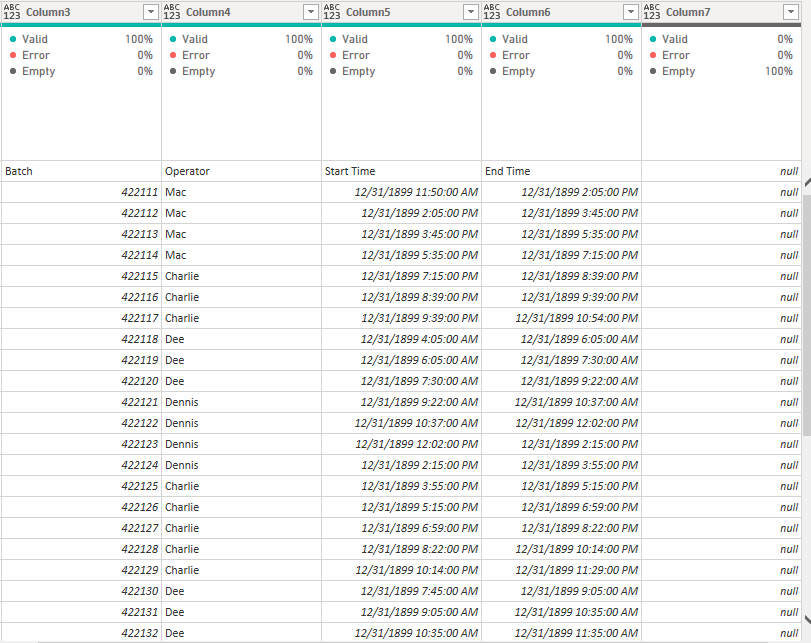 ABC 123 Column3 ABC 123 Column4 ABC 123 Column5 ABC 123 Column6 ABC 123 Column7
Valid 100% Valid 100% Valid 100% Valid 100% Valid 0%
Error 0% Error 0% Error 0% Error 0% Error 0%
Empty 0% Empty 0% Empty 0% Empty 0% Empty 100%
Batch Operator Start Time End Time null
422111 Mac 12/31/1899 11:50:00 AM 12/31/1899 2:05:00 PM null
422112 Mac 12/31/1899 2:05:00 PM 12/31/1899 3:45:00 PM null
422113 Mac 12/31/1899 3:45:00 PM 12/31/1899 5:35:00 PM null
422114 Mac 12/31/1899 5:35:00 PM 12/31/1899 7:15:00 PM null
422115 Charlie 12/31/1899 7:15:00 PM 12/31/1899 8:39:00 PM null
422116 Charlie 12/31/1899 8:39:00 PM 12/31/1899 9:39:00 PM null
422117 Charlie 12/31/1899 9:39:00 PM 12/31/1899 10:54:00 PM null
422118 Dee 12/31/1899 4:05:00 AM 12/31/1899 6:05:00 AM null
422119 Dee 12/31/1899 6:05:00 AM 12/31/1899 7:30:00 AM null
422120 Dee 12/31/1899 7:30:00 AM 12/31/1899 9:22:00 AM null
422121 Dennis 12/31/1899 9:22:00 AM 12/31/1899 10:37:00 AM null
422122 Dennis 12/31/1899 10:37:00 AM 12/31/1899 12:02:00 PM null
422123 Dennis 12/31/1899 12:02:00 PM 12/31/1899 2:15:00 PM null
422124 Dennis 12/31/1899 2:15:00 PM 12/31/1899 3:55:00 PM null
422125 Charlie 12/31/1899 3:55:00 PM 12/31/1899 5:15:00 PM null
422126 Charlie 12/31/1899 5:15:00 PM 12/31/1899 6:59:00 PM null
422127 Charlie 12/31/1899 6:59:00 PM 12/31/1899 8:22:00 PM null
422128 Charlie 12/31/1899 8:22:00 PM 12/31/1899 10:14:00 PM null
422129 Charlie 12/31/1899 10:14:00 PM 12/31/1899 11:29:00 PM null
422130 Dee 12/31/1899 7:45:00 AM 12/31/1899 9:05:00 AM null
422131 Dee 12/31/1899 9:05:00 AM 12/31/1899 10:35:00 AM null
422132 Dee 12/31/1899 10:35:00 AM 12/31/1899 11:35:00 AM null